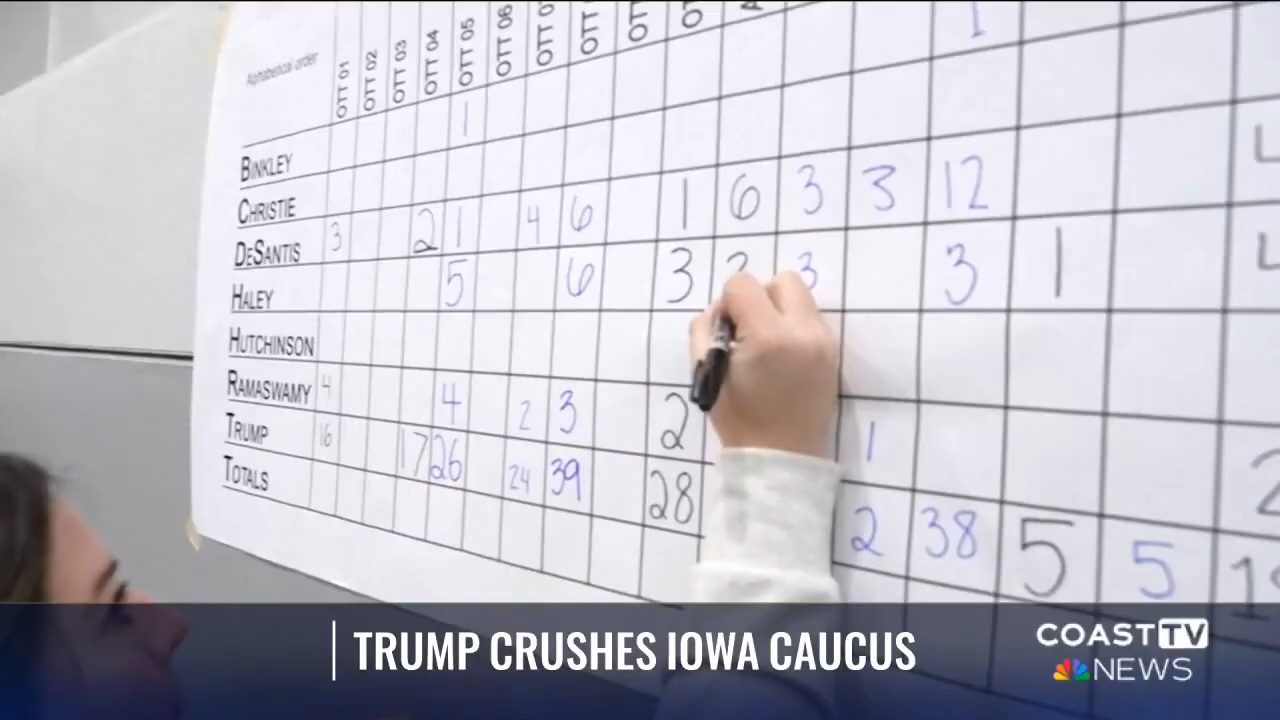 Alphabetical order
OTT 01 OTT 02 OTT 03 OTT 04 OTT 05 OTT 06
1
BINKLEY 1
CHRISTIE
DESANTIS 3 2 1 4 6 1 6 3 3 12
HALEY 5 6 3 3 3 1
HUTCHINSON
RAMASWAMY 4 4 2 3 2 1
TRUMP 16 17 26 24 39 28 2 38 5 5
TOTALS
TRUMP CRUSHES IOWA CAUCUS
COAST TV
NEWS